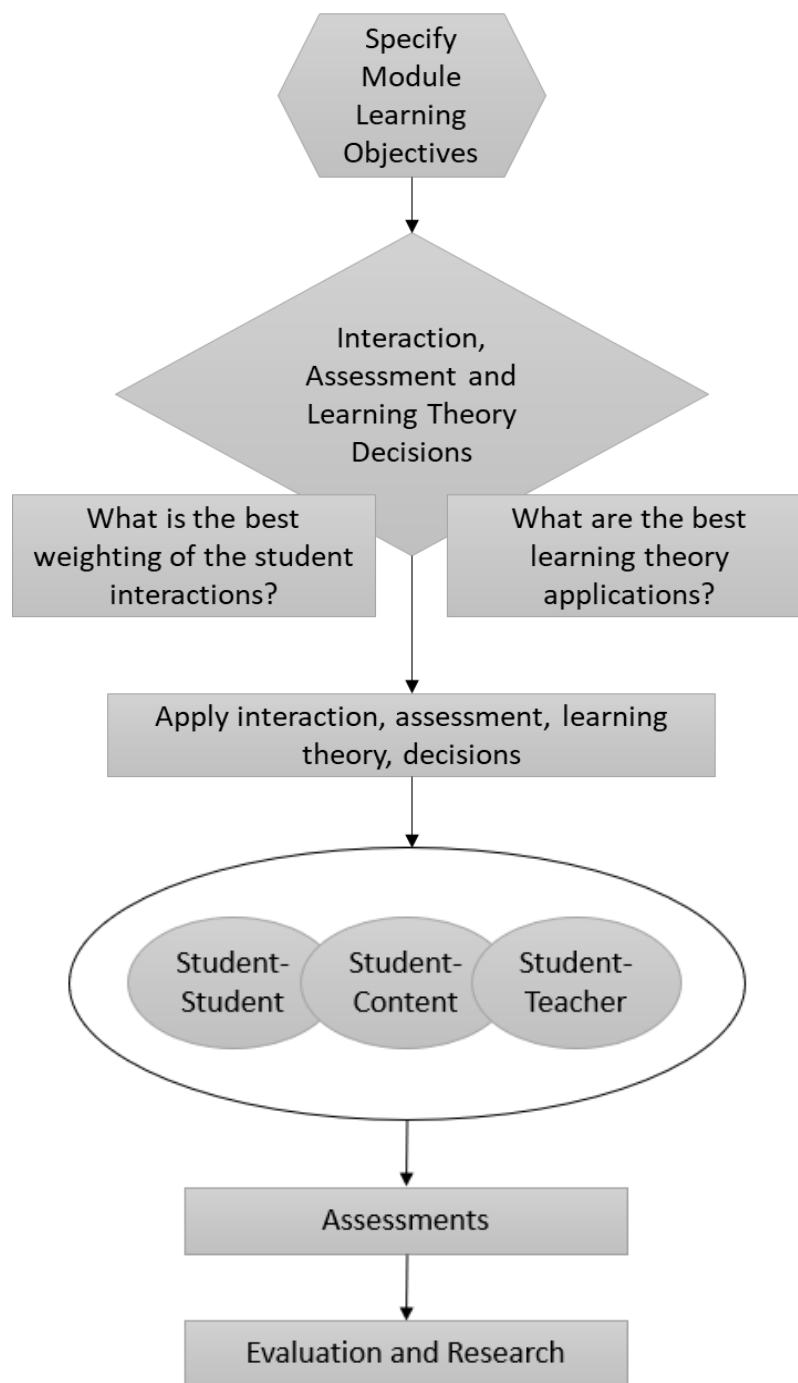 Specify
Module
Learning
Objectives
Interaction,
Assessment and
Learning Theory
Decisions
What is the best
weighting of the student
interactions?
What are the best
learning theory
applications?
Apply interaction, assessment, learning
theory, decisions
Student-
Student
Student-
Content
Student-
Teacher
Assessments
Evaluation and Research